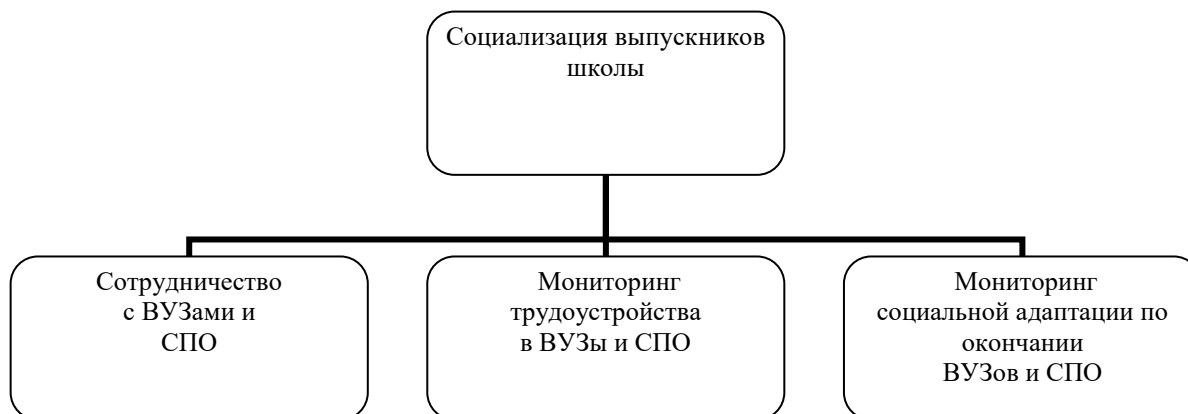 Социализация выпускников
школы
Сотрудничество
с ВУЗами и
СПО
Мониторинг
трудоустройства
в ВУЗы и СПО
Мониторинг
социальной адаптации по
окончании
ВУЗов и СПО